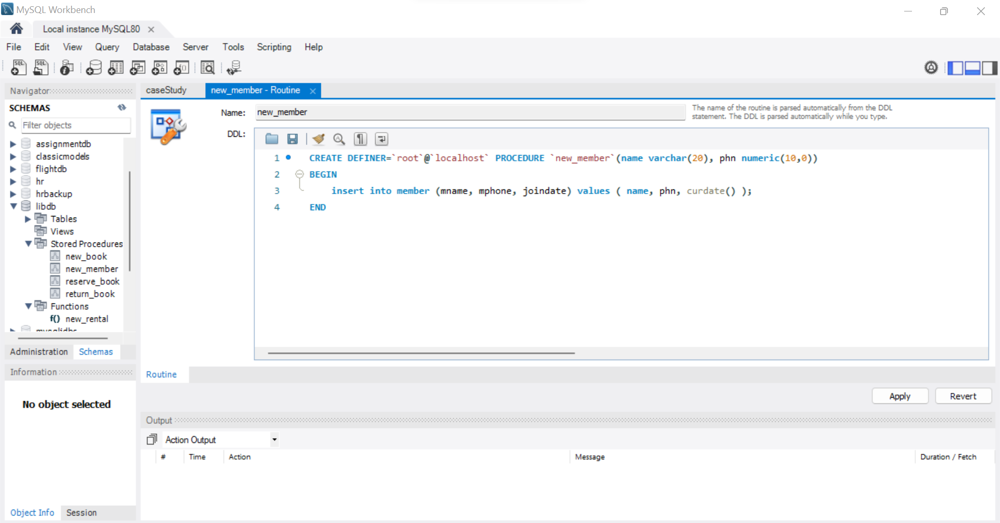 MySQL Workbench
Local instance MySQL80
File Edit View Query Database Server Tools Scripting Help
Navigator
SCHEMAS
Filter objects
assignmentdb
classicmodels
flightdb
hr
hrbackup
libdb
Tables
Views
Stored Procedures
new_book
new_member
reserve_book
return_book
Functions
f() new_rental
Administration Schemas
Information
No object selected
Object Info Session
caseStudy new_member - Routine
Name: new_member
The name of the routine is parsed automatically from the DDL
statement. The DDL is parsed automatically while you type.
DDL:
1 CREATE DEFINER=`root`@`localhost` PROCEDURE `new_member`(name varchar(20), phn numeric(10,0))
2 BEGIN
3 insert into member (mname, mphone, joindate) values ( name, phn, curdate() );
4 END
Routine
Apply Revert
Output
Action Output
# Time Action Message Duration / Fetch